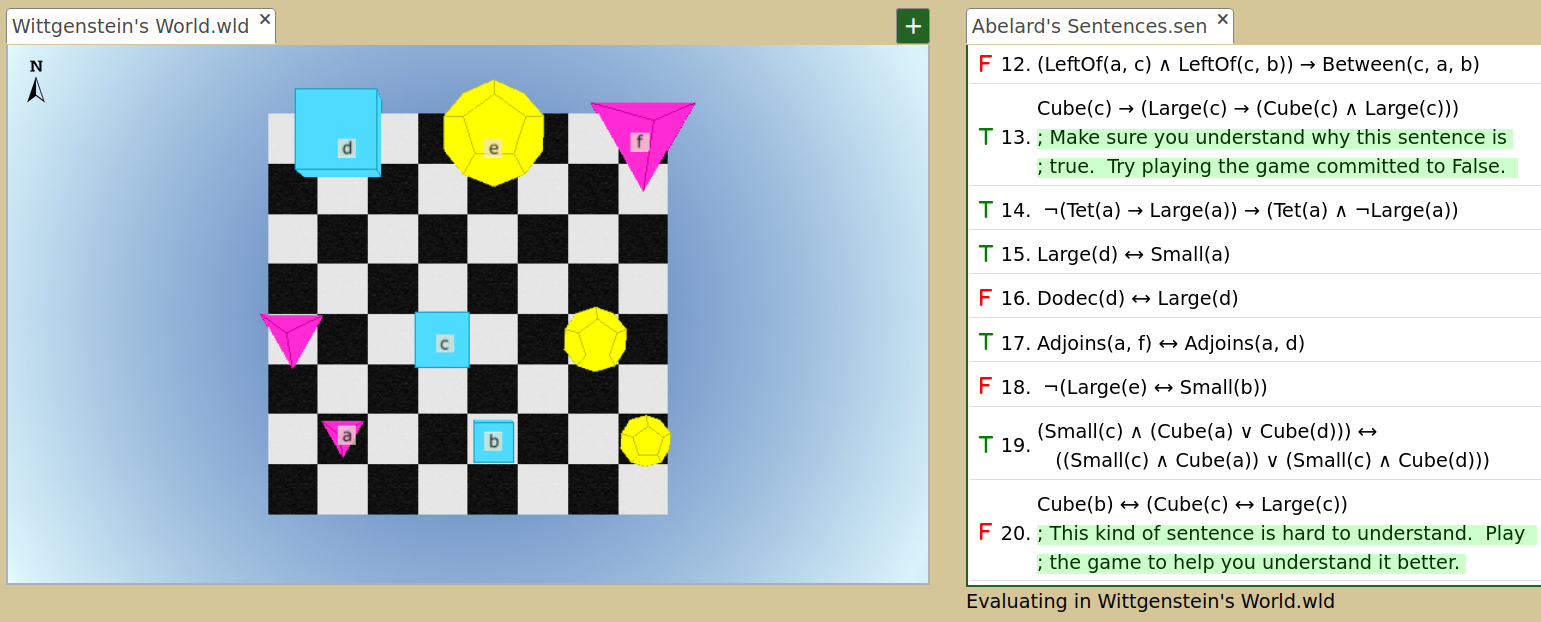 Wittgenstein's World.wld ×
+
Abelard's Sentences.sen ×
N
d
e
f
c
a
b
F 12. (LeftOf(a, c) ∧ LeftOf(c, b)) → Between(c, a, b)
Cube(c) → (Large(c) → (Cube(c) ∧ Large(c)))
T 13. ; Make sure you understand why this sentence is
; true.  Try playing the game committed to False.
T 14. ¬(Tet(a) → Large(a)) → (Tet(a) ∧ ¬Large(a))
T 15. Large(d) ↔ Small(a)
F 16. Dodec(d) ↔ Large(d)
T 17. Adjoins(a, f) ↔ Adjoins(a, d)
F 18. ¬(Large(e) ↔ Small(b))
T 19. (Small(c) ∧ (Cube(a) ∨ Cube(d))) ↔
((Small(c) ∧ Cube(a)) ∨ (Small(c) ∧ Cube(d)))
Cube(b) ↔ (Cube(c) ↔ Large(c))
F 20. ; This kind of sentence is hard to understand.  Play
; the game to help you understand it better.
Evaluating in Wittgenstein's World.wld